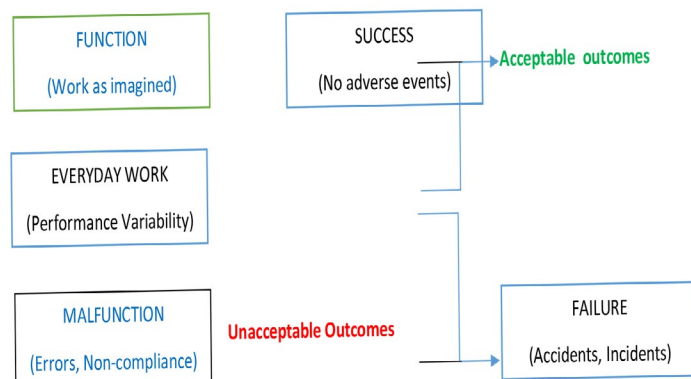 FUNCTION
(Work as imagined)
SUCCESS
(No adverse events)
Acceptable outcomes
EVERYDAY WORK
(Performance Variability)
MALFUNCTION
(Errors, Non-compliance)
Unacceptable Outcomes
FAILURE
(Accidents, Incidents)